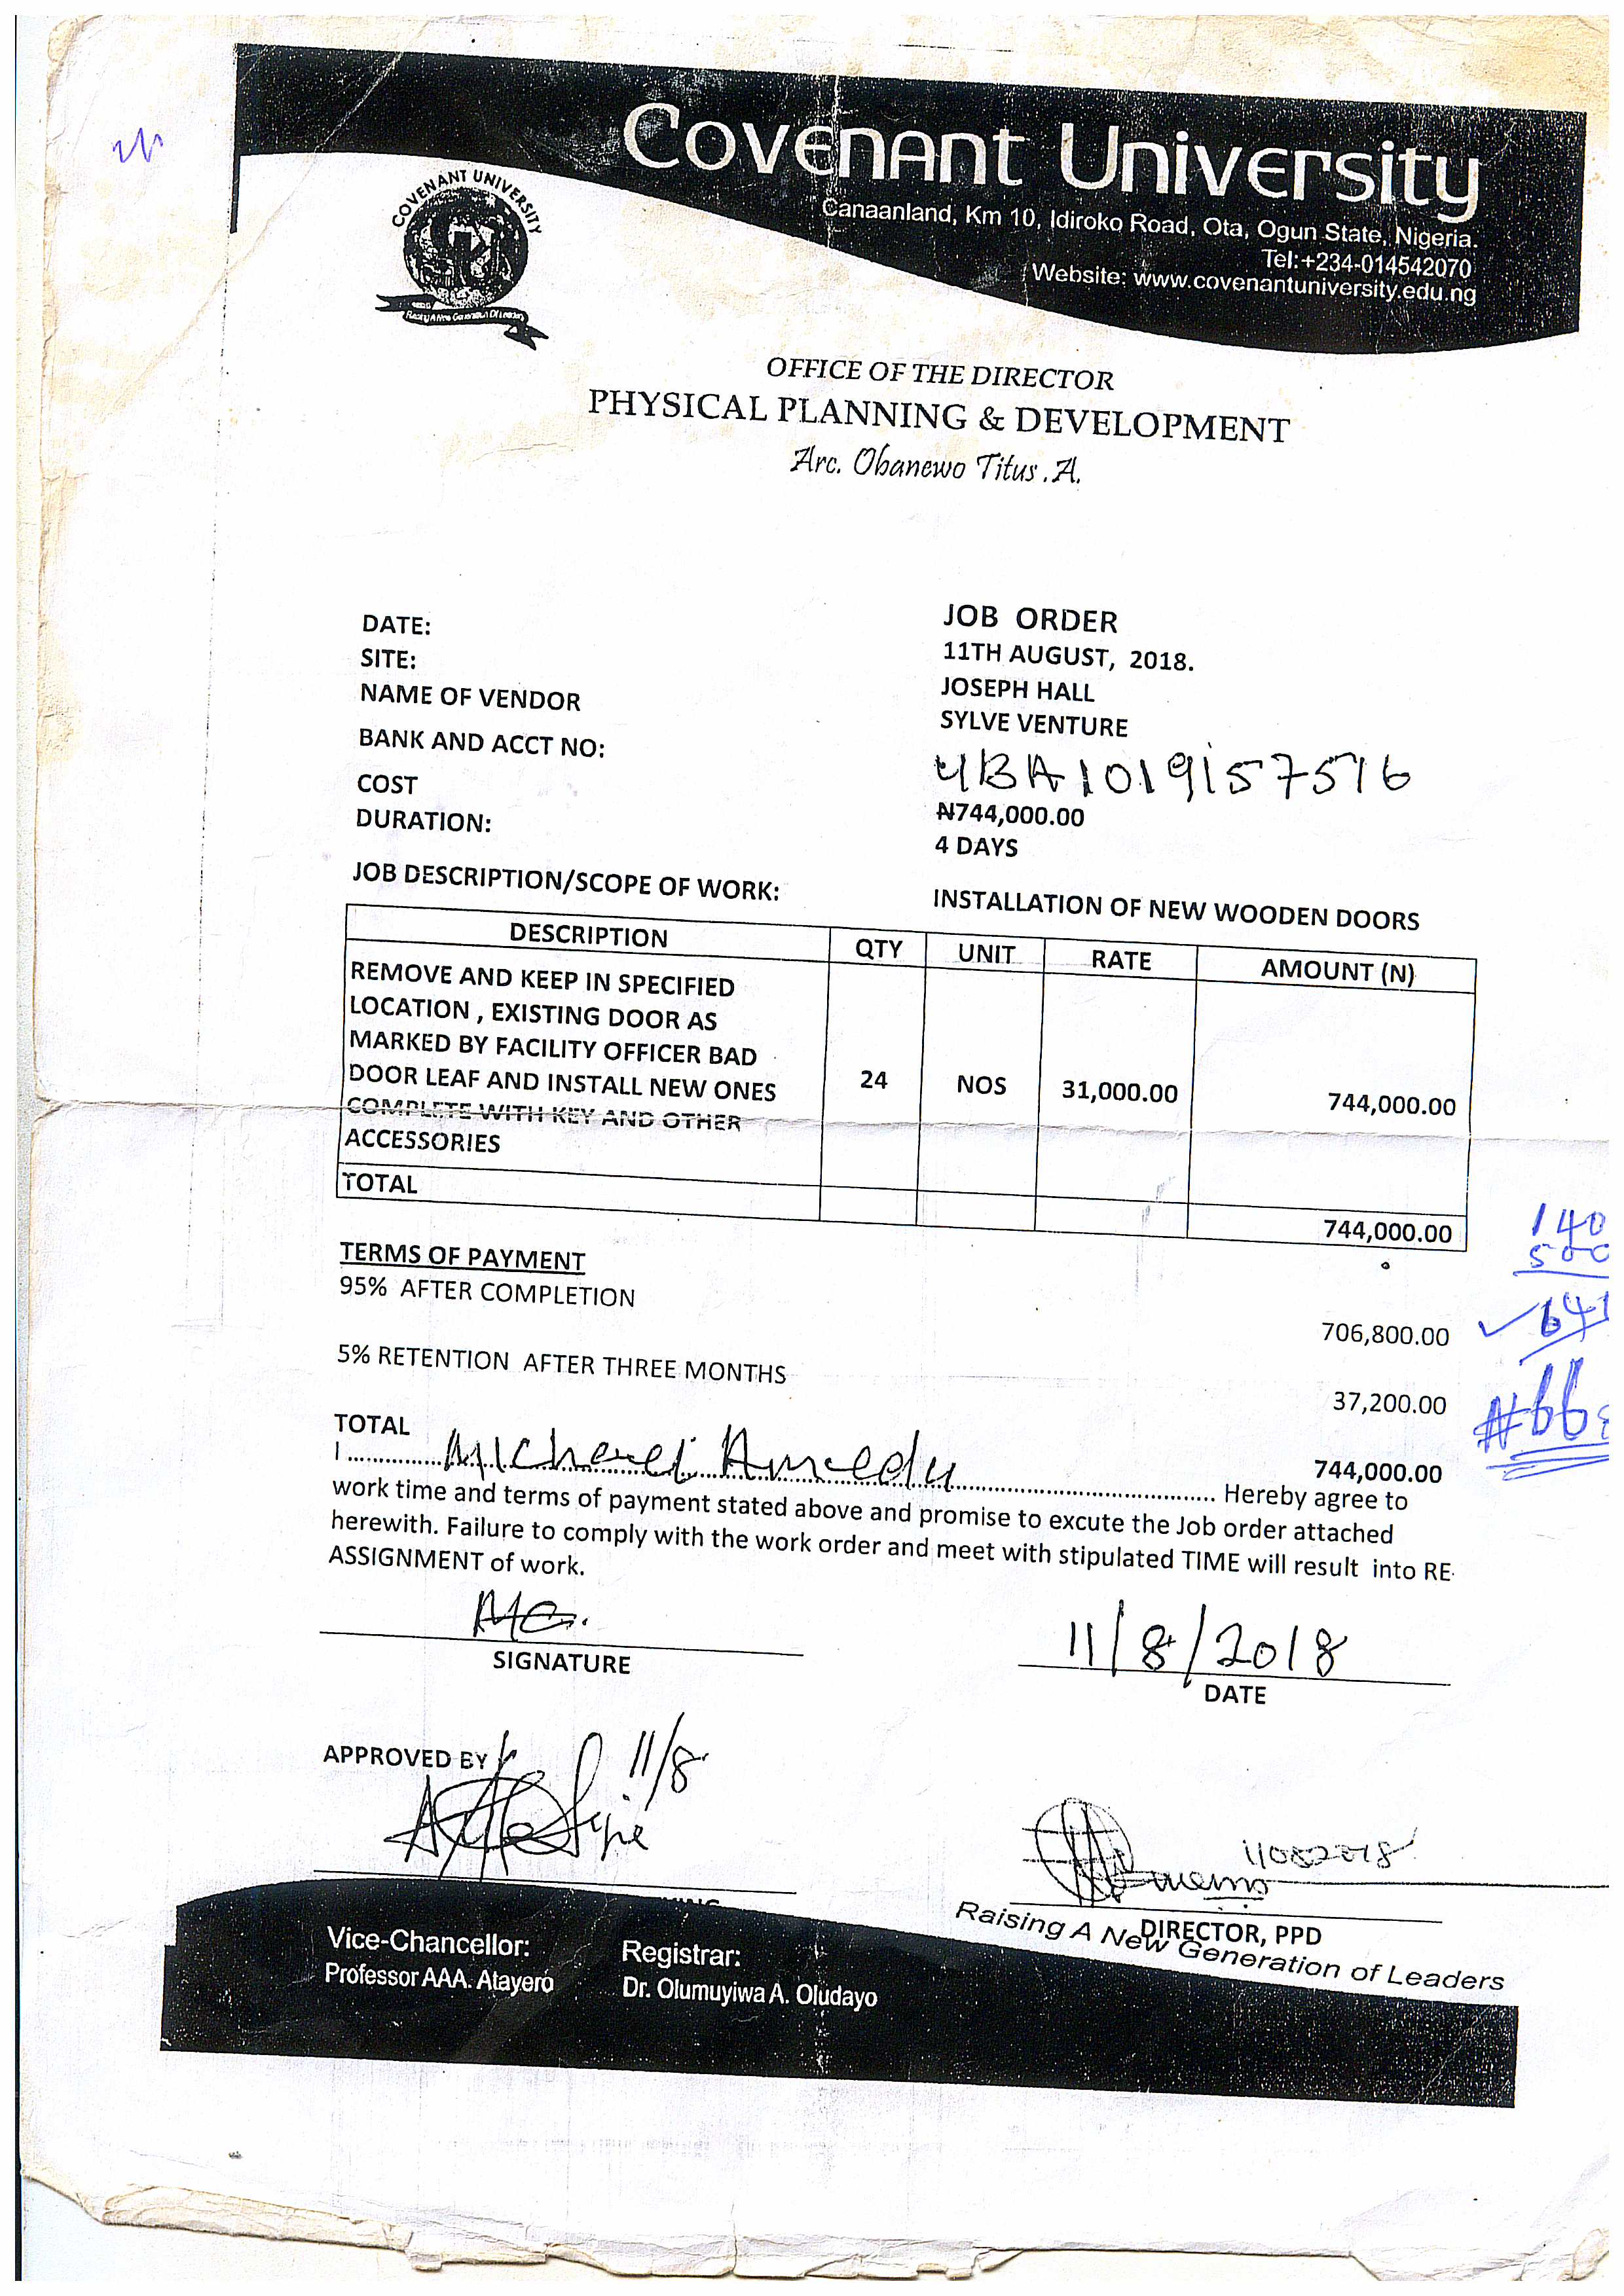 Covenant University
Canaanland, Km 10, Idiroko Road, Ota, Ogun State, Nigeria.
Tel:+234-014542070
Website: www.covenantuniversity.edu.ng
COVENANT UNIVERSITY
OFFICE OF THE DIRECTOR
PHYSICAL PLANNING & DEVELOPMENT
Arc. Obanewo Titus .A.
JOB ORDER
DATE: 11TH AUGUST, 2018.
SITE: JOSEPH HALL
NAME OF VENDOR SYLVE VENTURE
BANK AND ACCT NO: UBA 1019157516
COST ₦744,000.00
DURATION: 4 DAYS
JOB DESCRIPTION/SCOPE OF WORK: INSTALLATION OF NEW WOODEN DOORS
DESCRIPTION QTY UNIT RATE AMOUNT (N)
REMOVE AND KEEP IN SPECIFIED
LOCATION , EXISTING DOOR AS
MARKED BY FACILITY OFFICER BAD
DOOR LEAF AND INSTALL NEW ONES 24 NOS 31,000.00 744,000.00
COMPLETE WITH KEY AND OTHER
ACCESSORIES
TOTAL 744,000.00
140
500
TERMS OF PAYMENT
95% AFTER COMPLETION 706,800.00
5% RETENTION AFTER THREE MONTHS 37,200.00
TOTAL 744,000.00
I Michael Amedu Hereby agree to
work time and terms of payment stated above and promise to excute the Job order attached
herewith. Failure to comply with the work order and meet with stipulated TIME will result into RE-
ASSIGNMENT of work.
SIGNATURE
11/8/2018
DATE
APPROVED BY 11/8
11082018
DIRECTOR, PPD
Raising A New Generation of Leaders
Vice-Chancellor: Registrar:
Professor AAA. Atayero Dr. Olumuyiwa A. Oludayo